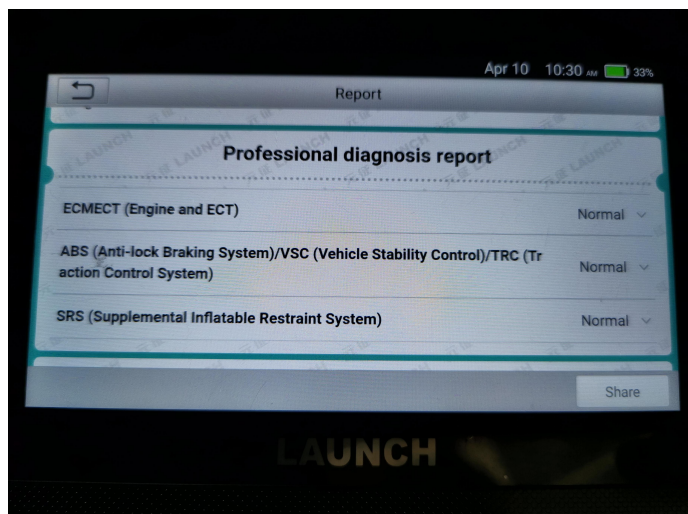 Apr 10 10:30 AM 33%
Report
Professional diagnosis report
ECMECT (Engine and ECT)
Normal
ABS (Anti-lock Braking System)/VSC (Vehicle Stability Control)/TRC (Tr
action Control System)
Normal
SRS (Supplemental Inflatable Restraint System)
Normal
Share
LAUNCH